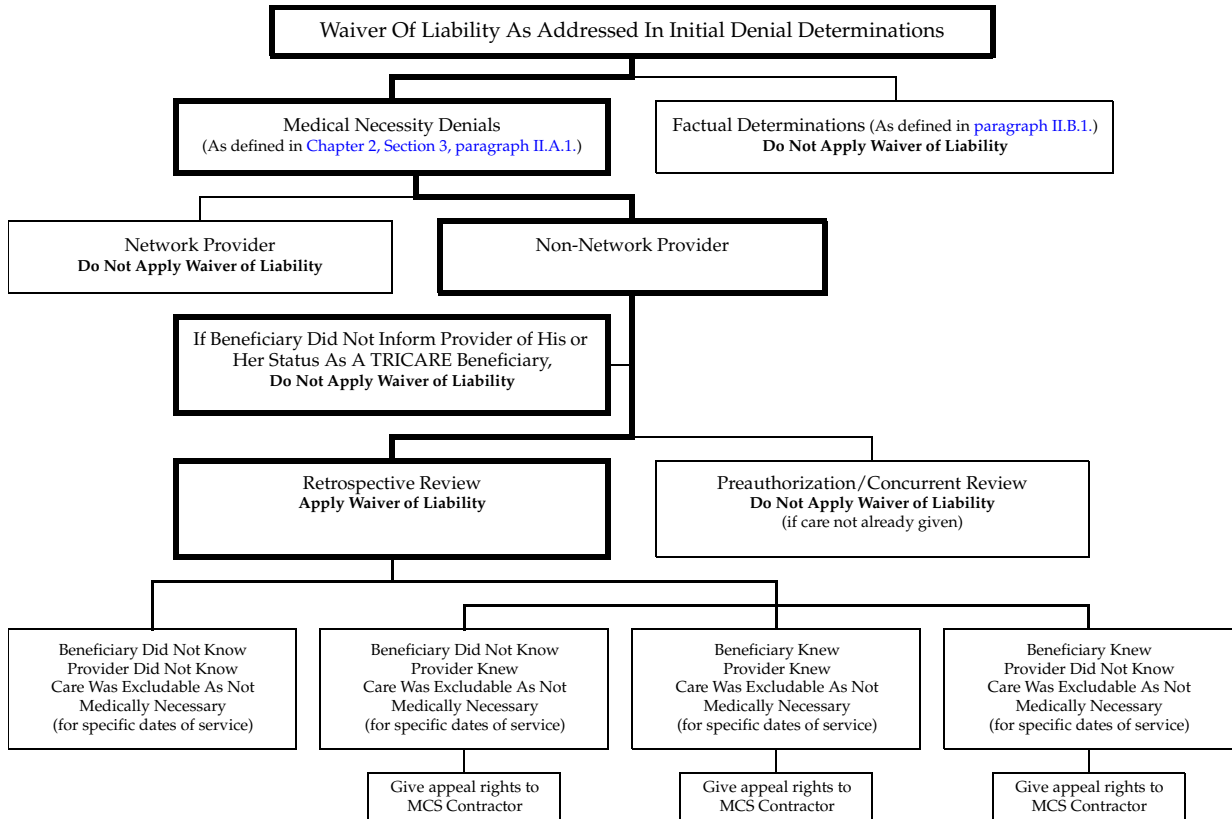 Waiver Of Liability As Addressed In Initial Denial Determinations
Medical Necessity Denials
(As defined in Chapter 2, Section 3, paragraph II.A.1.)
Factual Determinations (As defined in paragraph II.B.1.)
Do Not Apply Waiver of Liability
Network Provider
Do Not Apply Waiver of Liability
Non-Network Provider
If Beneficiary Did Not Inform Provider of His or
Her Status As A TRICARE Beneficiary,
Do Not Apply Waiver of Liability
Retrospective Review
Apply Waiver of Liability
Preauthorization/Concurrent Review
Do Not Apply Waiver of Liability
(if care not already given)
Beneficiary Did Not Know
Provider Did Not Know
Care Was Excludable As Not
Medically Necessary
(for specific dates of service)
Beneficiary Did Not Know
Provider Knew
Care Was Excludable As Not
Medically Necessary
(for specific dates of service)
Beneficiary Knew
Provider Knew
Care Was Excludable As Not
Medically Necessary
(for specific dates of service)
Beneficiary Knew
Provider Did Not Know
Care Was Excludable As Not
Medically Necessary
(for specific dates of service)
Give appeal rights to
MCS Contractor
Give appeal rights to
MCS Contractor
Give appeal rights to
MCS Contractor